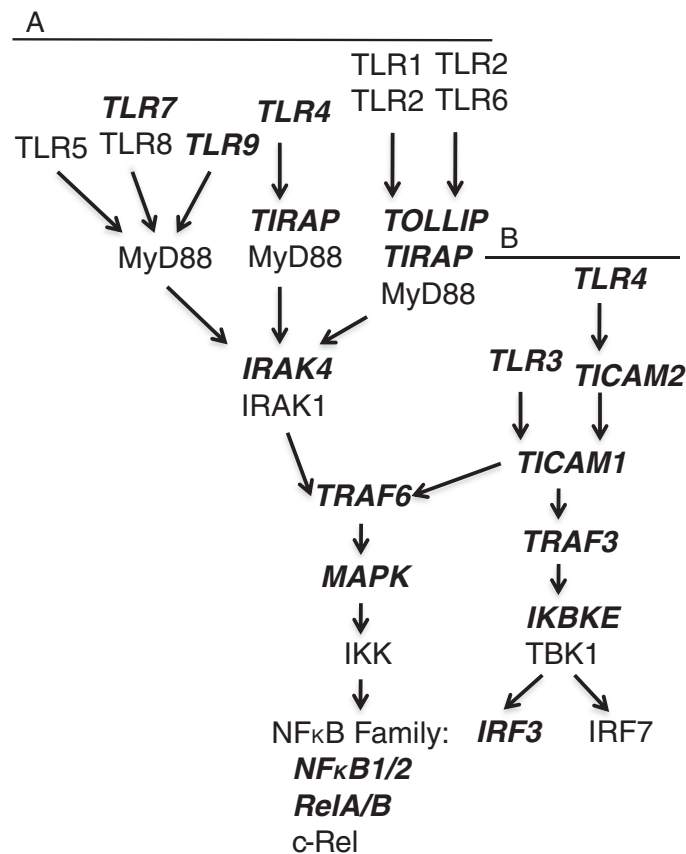 A
TLR1 TLR2
TLR2 TLR6
TLR7
TLR8
TLR4
TLR5
TLR9
MyD88
TIRAP
MyD88
TOLLIP
TIRAP
MyD88
B
TLR4
IRAK4
IRAK1
TLR3
TICAM2
TICAM1
TRAF6
TRAF3
MAPK
IKBKE
TBK1
IKK
IRF3
IRF7
NFκB Family:
NFκB1/2
RelA/B
c-Rel